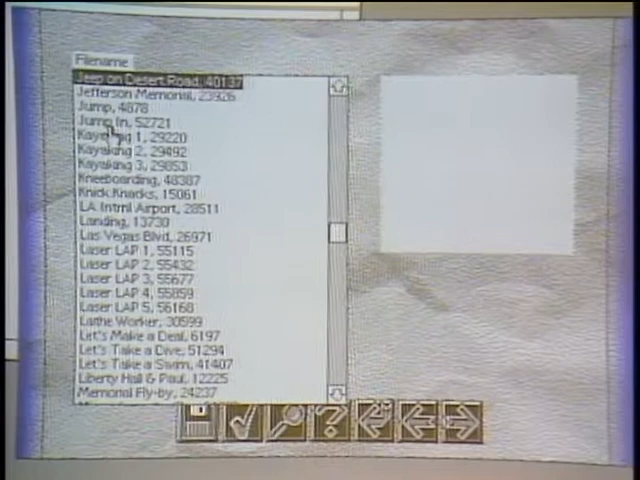 Filename
Jeep on Desert Road, 40137
Jefferson Memorial, 23926
Jump, 4878
Jump In, 52721
Kayaking 1, 29220
Kayaking 2, 29492
Kayaking 3, 29853
Kneeboarding, 48387
Knick Knacks, 15061
LA Intrnl Airport, 28511
Landing, 13730
Las Vegas Blvd, 26971
Laser LAP 1, 55115
Laser LAP 2, 55432
Laser LAP 3, 55677
Laser LAP 4, 55859
Laser LAP 5, 56168
Lathe Worker, 30599
Let's Make a Deal, 6197
Let's Take a Dive, 51294
Let's Take a Swim, 41407
Liberty Hall & Paul, 12225
Memorial Fly-by, 24237
?